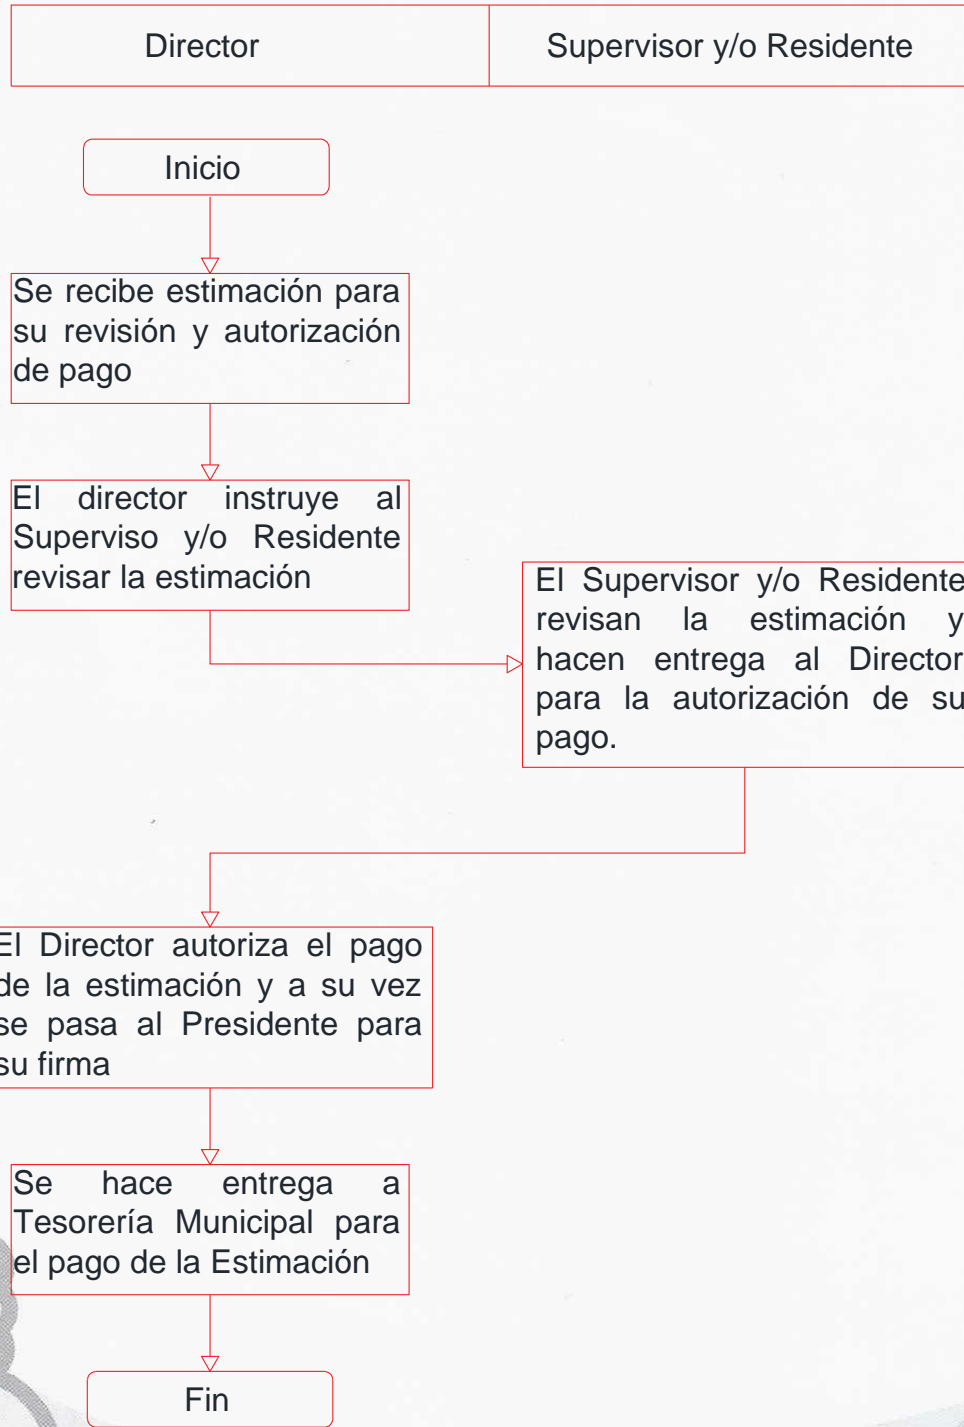 Director
Supervisor y/o Residente
Inicio
Se recibe estimación para
su revisión y autorización
de pago
El director instruye al
Superviso y/o Residente
revisar la estimación
El Supervisor y/o Residente
revisan la estimación y
hacen entrega al Director
para la autorización de su
pago.
El Director autoriza el pago
de la estimación y a su vez
se pasa al Presidente para
su firma
Se hace entrega a
Tesorería Municipal para
el pago de la Estimación
Fin